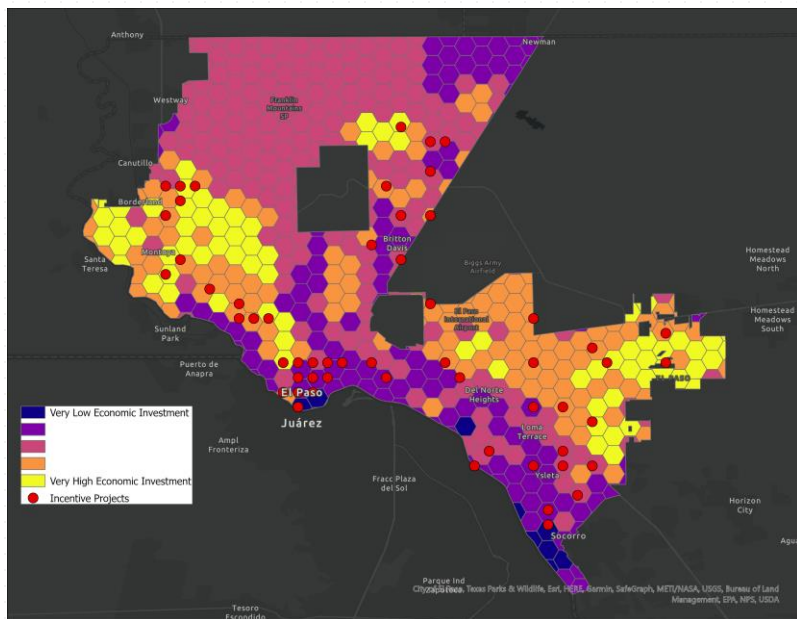 Anthony
Newman
Westway
Franklin
Mountains
SP
Canutillo
Borderland
Britton
Davis
Montoya
Santa
Teresa
Biggs Army
Airfield
Homestead
Meadows
North
El Paso
International
Airport
Homestead
Meadows
South
Sunland
Park
Puerto de
Anapra
EL PASO
El Paso
Del Norte
Heights
Juárez
Very Low Economic Investment
Very High Economic Investment
Incentive Projects
Loma
Terrace
Ampl
Fronteriza
Fracc Plaza
del Sol
Ysleta
Horizon
City
Socorro
Agua
Parque Ind
Tesoro
Escondido
City of El Paso, Texas Parks & Wildlife, Esri, HERE, Garmin, SafeGraph, METI/NASA, USGS, Bureau of Land
Management, EPA, NPS, USDA